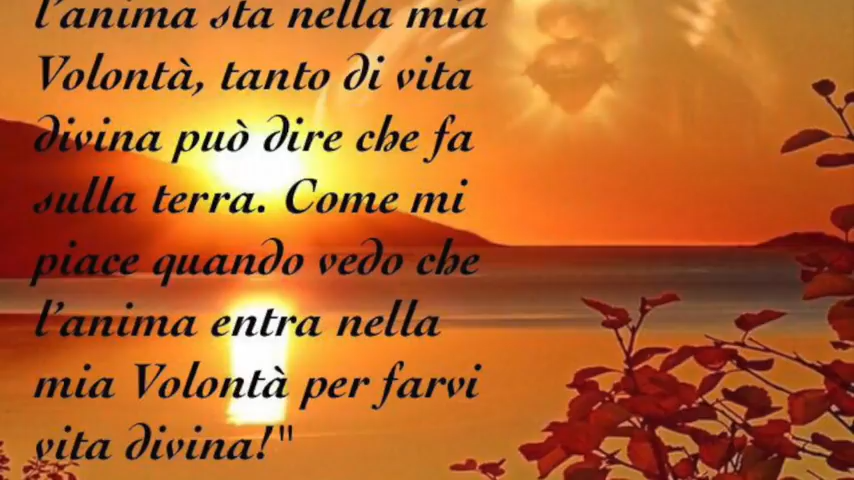 l'anima sta nella mia
Volontà, tanto di vita
divina può dire che fa
sulla terra. Come mi
piace quando vedo che
l'anima entra nella
mia Volontà per farvi
vita divina!"